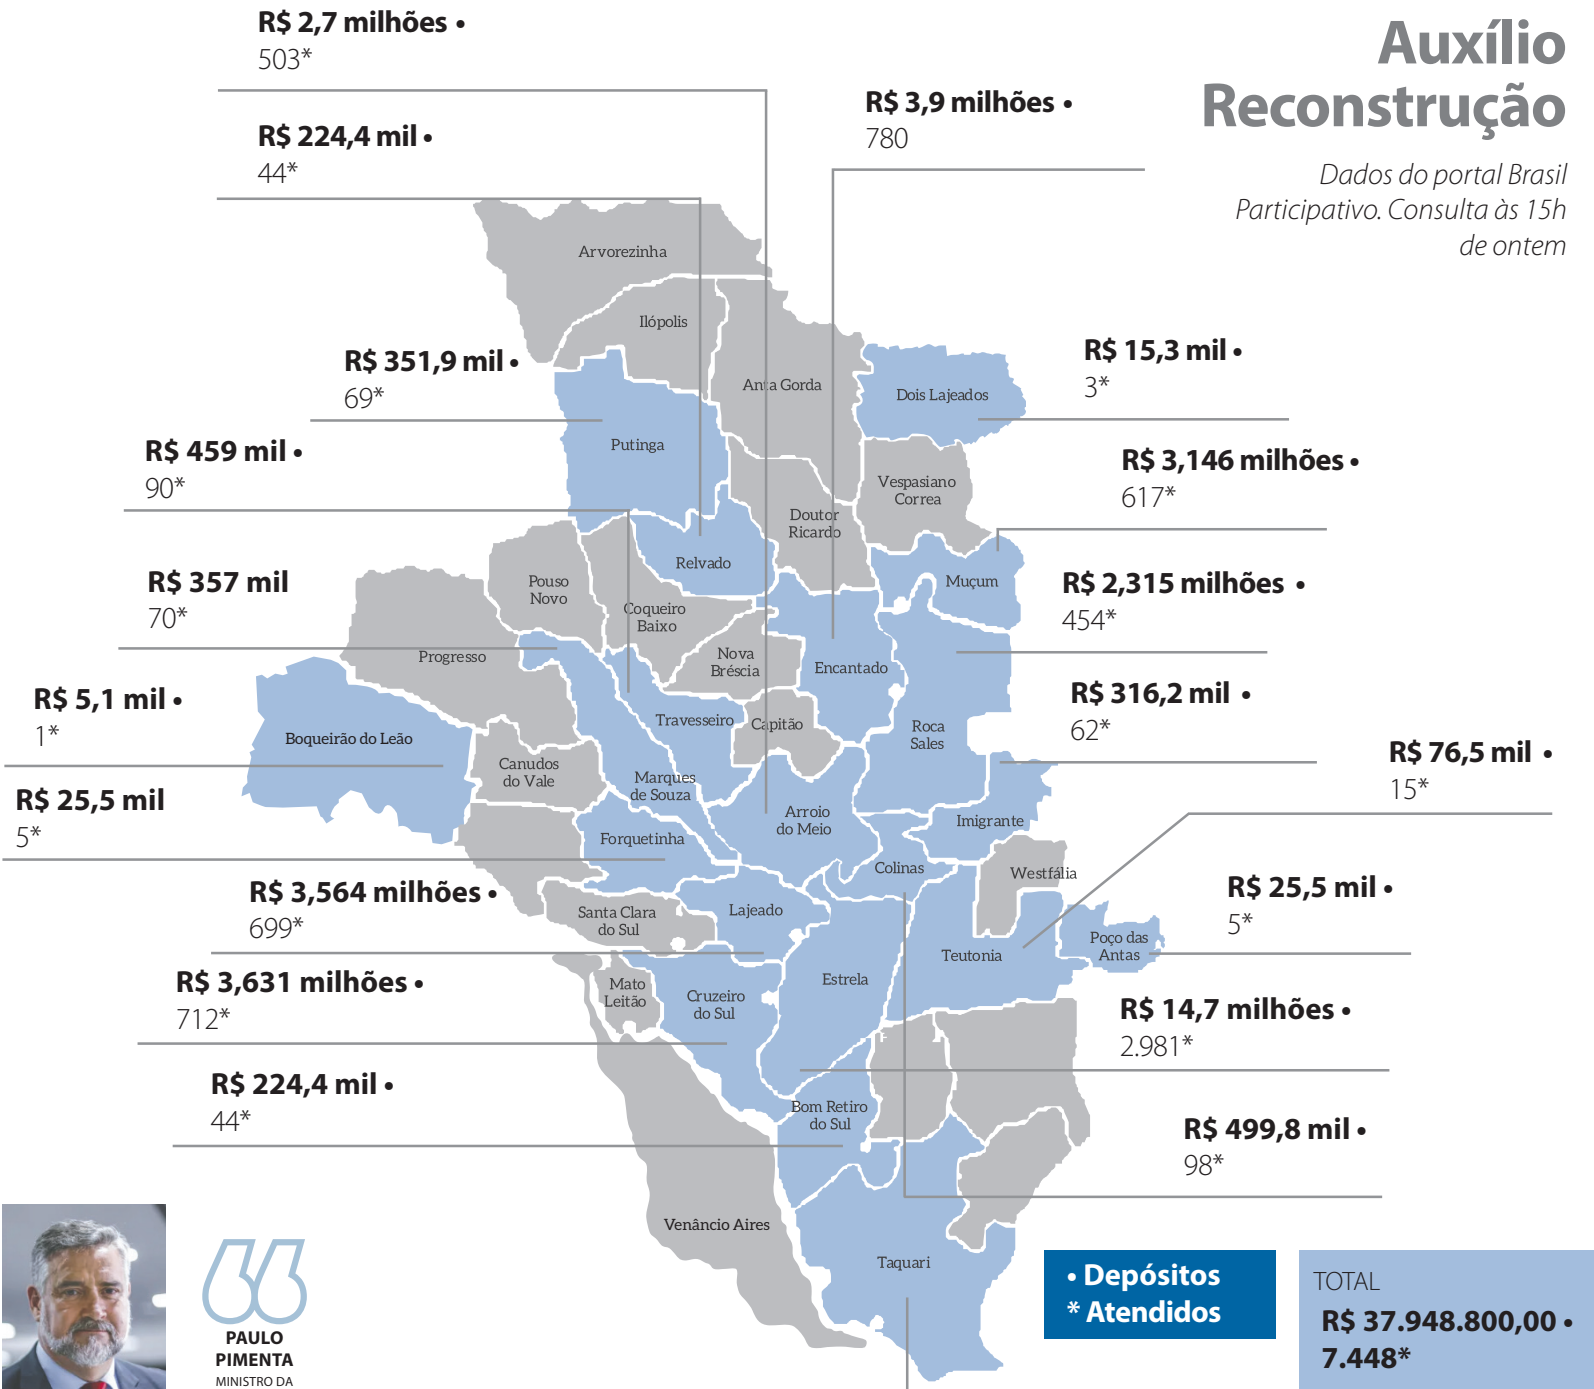 Auxílio
Reconstrução
Dados do portal Brasil
Participativo. Consulta às 15h
de ontem
R$ 2,7 milhões •
503*
R$ 224,4 mil •
44*
R$ 3,9 milhões •
780
R$ 351,9 mil •
69*
R$ 459 mil •
90*
R$ 357 mil
70*
R$ 5,1 mil •
1*
R$ 25,5 mil
5*
R$ 3,564 milhões •
699*
R$ 3,631 milhões •
712*
R$ 224,4 mil •
44*
R$ 15,3 mil •
3*
R$ 3,146 milhões •
617*
R$ 2,315 milhões •
454*
R$ 316,2 mil •
62*
R$ 76,5 mil •
15*
R$ 25,5 mil •
5*
R$ 14,7 milhões •
2.981*
R$ 499,8 mil •
98*
Arvorezinha
Ilópolis
Anta Gorda
Dois Lajeados
Putinga
Vespasiano
Correa
Doutor
Ricardo
Relvado
Muçum
Pouso
Novo
Coqueiro
Baixo
Nova
Bréscia
Encantado
Progresso
Travesseiro
Capitão
Roca
Sales
Boqueirão do Leão
Canudos
do Vale
Marques
de Souza
Arroio
do Meio
Imigrante
Forquetinha
Colinas
Westfália
Santa Clara
do Sul
Lajeado
Teutonia
Poço das
Antas
Estrela
Mato
Leitão
Cruzeiro
do Sul
Bom Retiro
do Sul
Venâncio Aires
Taquari
PAULO
PIMENTA
MINISTRO DA
• Depósitos
* Atendidos
TOTAL
R$ 37.948.800,00 •
7.448*